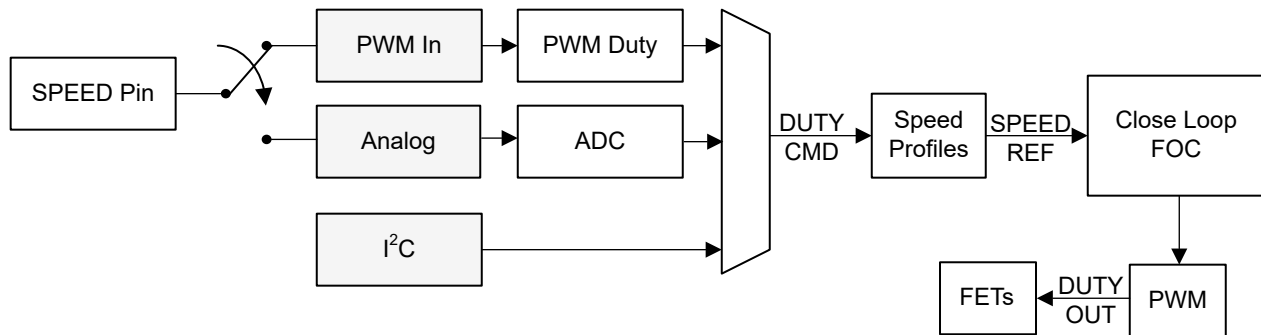 PWM In
PWM Duty
SPEED Pin
Analog
ADC
I²C
DUTY
CMD
Speed
Profiles
SPEED
REF
Close Loop
FOC
FETs
DUTY
OUT
PWM